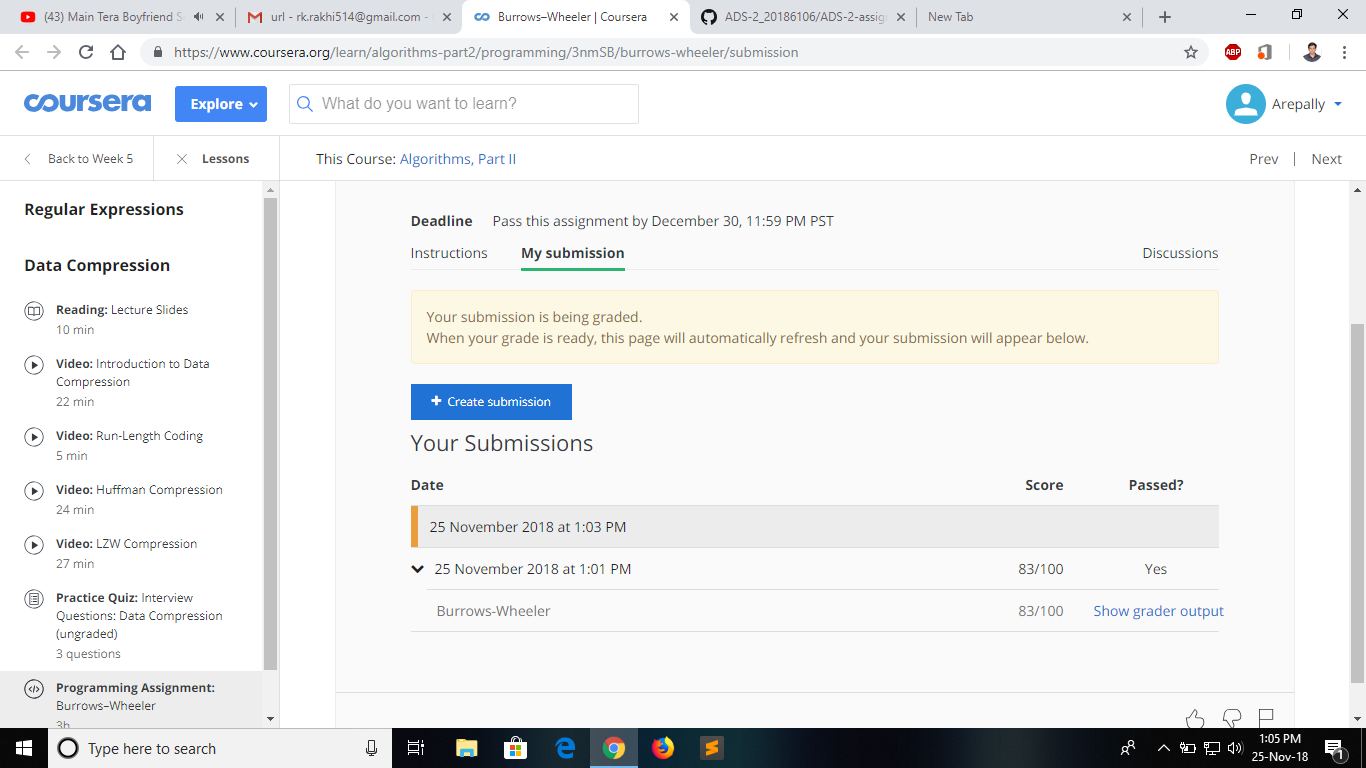 (43) Main Tera Boyfriend S
url - rk.rakhi514@gmail.com -
Burrows–Wheeler | Coursera
ADS-2_20186106/ADS-2-assig
New Tab
https://www.coursera.org/learn/algorithms-part2/programming/3nmSB/burrows-wheeler/submission
ABP
coursera
Explore
What do you want to learn?
Arepally
Back to Week 5
Lessons
This Course: Algorithms, Part II
Prev | Next
Regular Expressions
Data Compression
Reading: Lecture Slides
10 min
Video: Introduction to Data
Compression
22 min
Video: Run-Length Coding
5 min
Video: Huffman Compression
24 min
Video: LZW Compression
27 min
Practice Quiz: Interview
Questions: Data Compression
(ungraded)
3 questions
Programming Assignment:
Burrows–Wheeler
3h
Deadline Pass this assignment by December 30, 11:59 PM PST
Instructions My submission Discussions
Your submission is being graded.
When your grade is ready, this page will automatically refresh and your submission will appear below.
+ Create submission
Your Submissions
Date Score Passed?
25 November 2018 at 1:03 PM
25 November 2018 at 1:01 PM 83/100 Yes
Burrows-Wheeler 83/100 Show grader output
Type here to search
1:05 PM
25-Nov-18
1